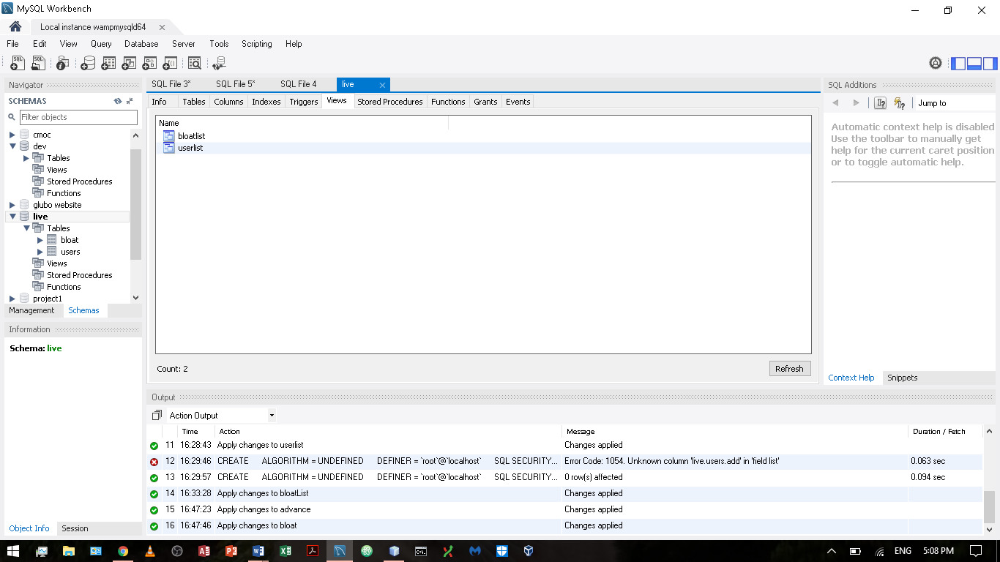 MySQL Workbench
Local instance wampmysqld64
File Edit View Query Database Server Tools Scripting Help
Navigator
SCHEMAS
Filter objects
cmoc
dev
Tables
Views
Stored Procedures
Functions
glubo website
live
Tables
bloat
users
Views
Stored Procedures
Functions
project1
Management Schemas
Information
Schema: live
Object Info Session
SQL File 3* SQL File 5* SQL File 4 live
Info Tables Columns Indexes Triggers Views Stored Procedures Functions Grants Events
Name
bloatlist
userlist
Count: 2
Refresh
SQL Additions
Jump to
Automatic context help is disabled
Use the toolbar to manually get
help for the current caret position
or to toggle automatic help.
Context Help Snippets
Output
Action Output
Time Action Message Duration / Fetch
11 16:28:43 Apply changes to userlist Changes applied
12 16:29:46 CREATE ALGORITHM = UNDEFINED DEFINER = `root`@`localhost` SQL SECURITY... Error Code: 1054. Unknown column 'live.users.add' in 'field list' 0.063 sec
13 16:29:57 CREATE ALGORITHM = UNDEFINED DEFINER = `root`@`localhost` SQL SECURITY... 0 row(s) affected 0.094 sec
14 16:33:28 Apply changes to bloatList Changes applied
15 16:47:23 Apply changes to advance Changes applied
16 16:47:46 Apply changes to bloat Changes applied
ENG 5:08 PM